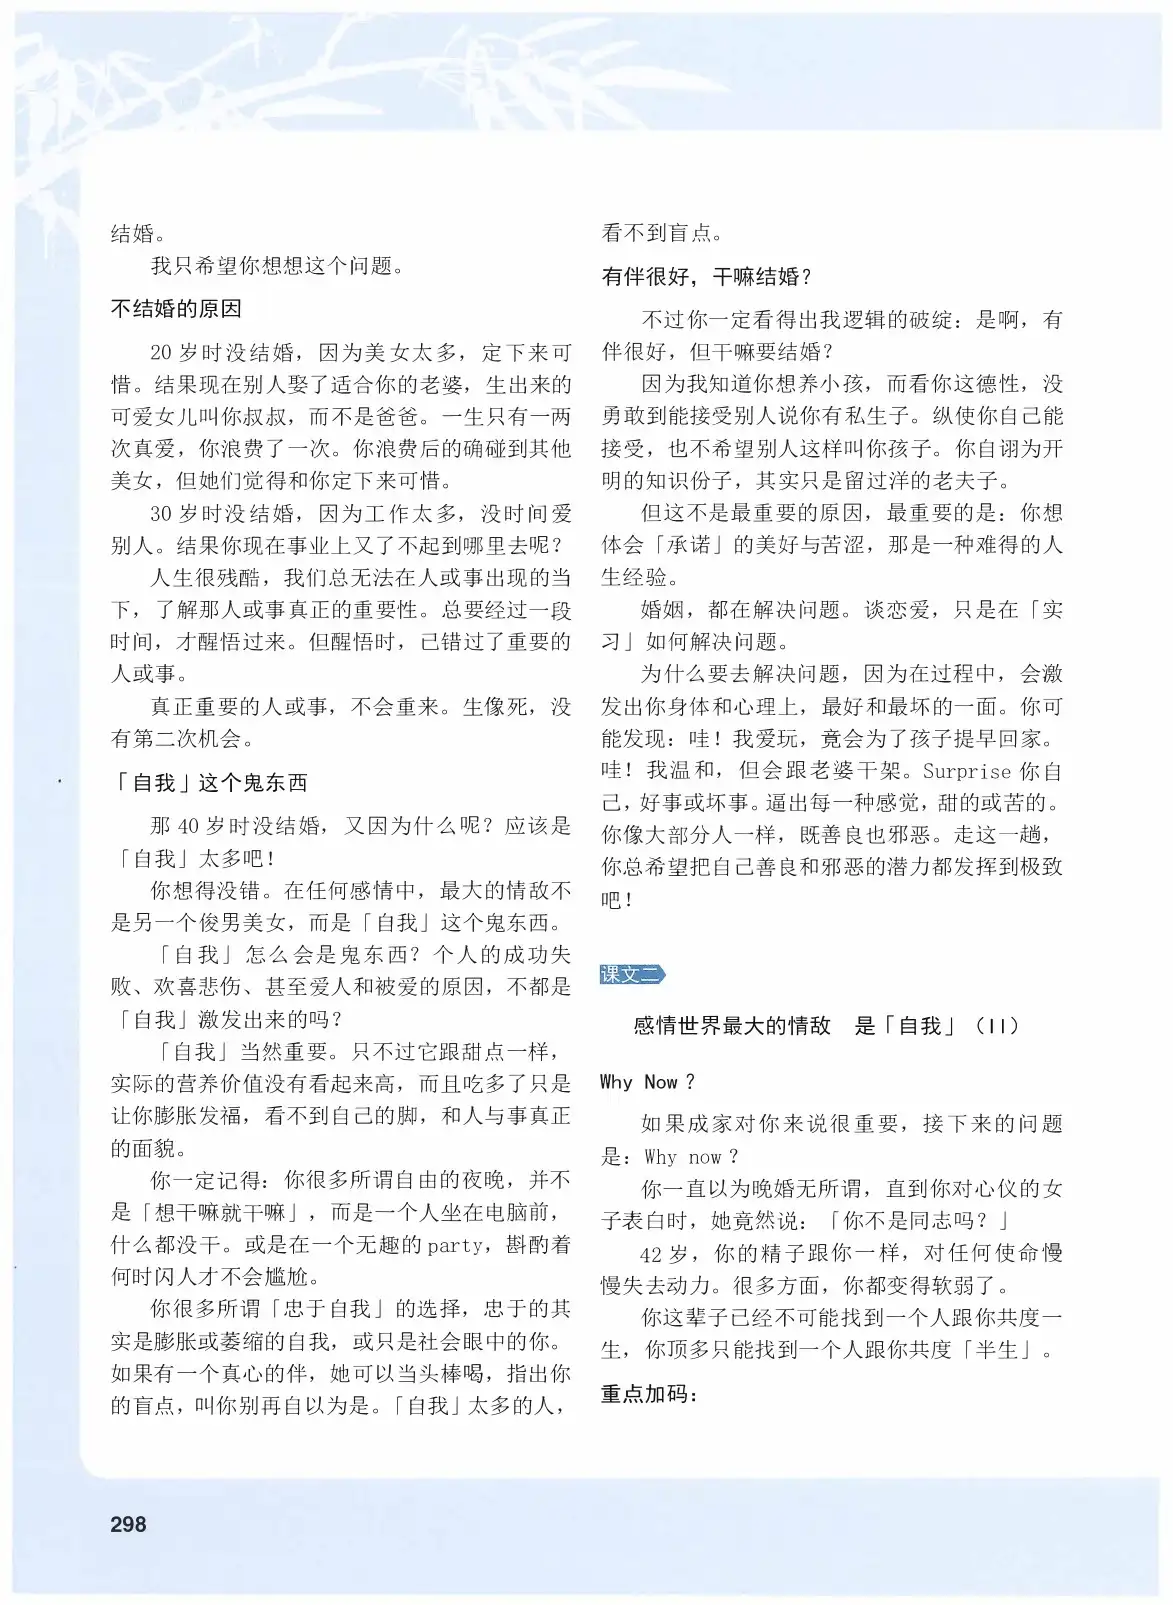 结婚。
我只希望你想想这个问题。
不结婚的原因
20 岁时没结婚，因为美女太多，定下来可
惜。结果现在别人娶了适合你的老婆，生出来的
可爱女儿叫你叔叔，而不是爸爸。一生只有一两
次真爱，你浪费了一次。你浪费后的确碰到其他
美女，但她们觉得和你定下来可惜。
30 岁时没结婚，因为工作太多，没时间爱
别人。结果你现在事业上又了不起到哪里去呢？
人生很残酷，我们总无法在人或事出现的当
下，了解那人或事真正的重要性。总要经过一段
时间，才醒悟过来。但醒悟时，已错过了重要的
人或事。
真正重要的人或事，不会重来。生像死，没
有第二次机会。
「自我」这个鬼东西
那 40 岁时没结婚，又因为什么呢？应该是
「自我」太多吧！
你想得没错。在任何感情中，最大的情敌不
是另一个俊男美女，而是「自我」这个鬼东西。
「自我」怎么会是鬼东西？个人的成功失
败、欢喜悲伤、甚至爱人和被爱的原因，不都是
「自我」激发出来的吗？
「自我」当然重要。只不过它跟甜点一样，
实际的营养价值没有看起来高，而且吃多了只是
让你膨胀发福，看不到自己的脚，和人与事真正
的面貌。
你一定记得：你很多所谓自由的夜晚，并不
是「想干嘛就干嘛」，而是一个人坐在电脑前，
什么都没干。或是在一个无趣的 party，斟酌着
何时闪人才不会尴尬。
你很多所谓「忠于自我」的选择，忠于的其
实是膨胀或萎缩的自我，或只是社会眼中的你。
如果有一个真心的伴，她可以当头棒喝，指出你
的盲点，叫你别再自以为是。「自我」太多的人，
看不到盲点。
有伴很好，干嘛结婚？
不过你一定看得出我逻辑的破绽：是啊，有
伴很好，但干嘛要结婚？
因为我知道你想养小孩，而看你这德性，没
勇敢到能接受别人说你有私生子。纵使你自己能
接受，也不希望别人这样叫你孩子。你自诩为开
明的知识份子，其实只是留过洋的老夫子。
但这不是最重要的原因，最重要的是：你想
体会「承诺」的美好与苦涩，那是一种难得的人
生经验。
婚姻，都在解决问题。谈恋爱，只是在「实
习」如何解决问题。
为什么要去解决问题，因为在过程中，会激
发出你身体和心理上，最好和最坏的一面。你可
能发现：哇！我爱玩，竟会为了孩子提早回家。
哇！我温和，但会跟老婆干架。Surprise 你自
己，好事或坏事。逼出每一种感觉，甜的或苦的。
你像大部分人一样，既善良也邪恶。走这一趟，
你总希望把自己善良和邪恶的潜力都发挥到极致
吧！
课文二
感情世界最大的情敌 是「自我」（II）
Why Now？
如果成家对你来说很重要，接下来的问题
是：Why now？
你一直以为晚婚无所谓，直到你对心仪的女
子表白时，她竟然说：「你不是同志吗？」
42 岁，你的精子跟你一样，对任何使命慢
慢失去动力。很多方面，你都变得软弱了。
你这辈子已经不可能找到一个人跟你共度一
生，你顶多只能找到一个人跟你共度「半生」。
重点加码：
298